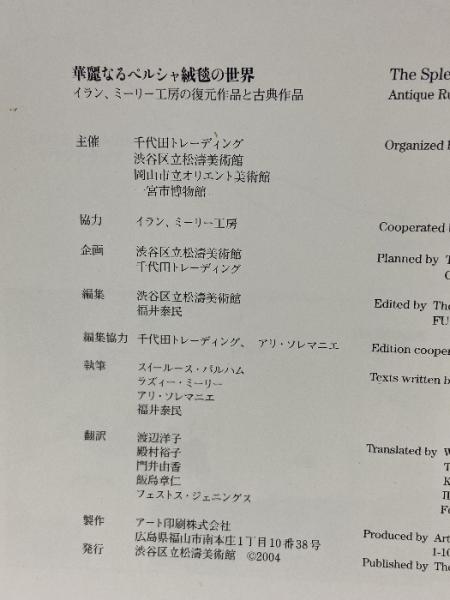 華麗なるペルシャ絨毯の世界
イラン、ミーリー工房の復元作品と古典作品
主催 千代田トレーディング
渋谷区立松濤美術館
岡山市立オリエント美術館
一宮市博物館
協力 イラン、ミーリー工房
企画 渋谷区立松濤美術館
千代田トレーディング
編集 渋谷区立松濤美術館
福井泰民
編集協力 千代田トレーディング、 アリ・ソレマニエ
執筆 スイールース・パルハム
ラズィー・ミーリー
アリ・ソレマニエ
福井泰民
翻訳 渡辺洋子
殿村裕子
門井由香
飯島章仁
フェストス・ジェニングス
製作 アート印刷株式会社
広島県福山市南本庄1丁目10番38号
発行 渋谷区立松濤美術館 ©2004
The Sple
Antique Ru
Organized b
Cooperated b
Planned by T
C
Edited by The
FU
Edition cooper
Texts written b
Translated by W
T
K
II
Fe
Produced by Art
1-10
Published by The